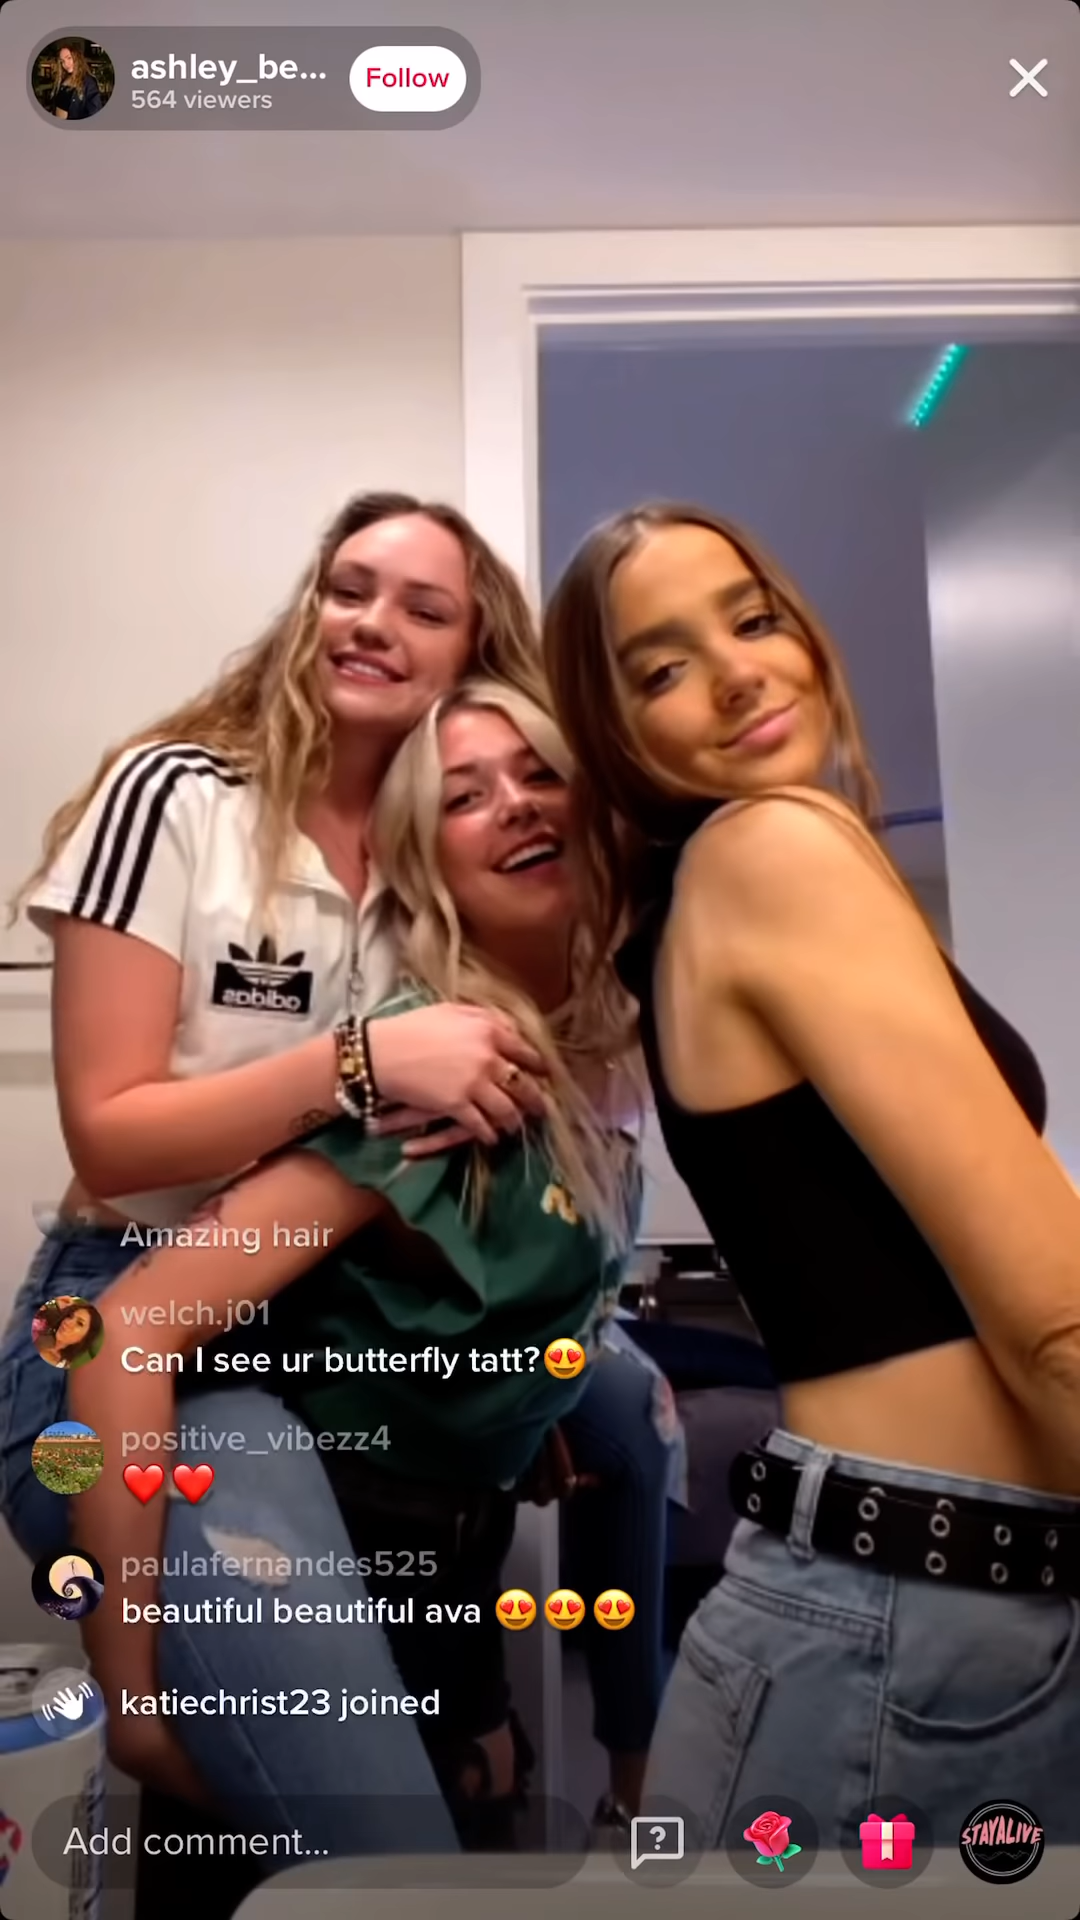 ashley_be...
564 viewers
Follow
adidas
Amazing hair
welch.j01
Can I see ur butterfly tatt?😍
positive_vibezz4
❤️❤️
paulafernandes525
beautiful beautiful ava 😍😍😍
katiechrist23 joined
Add comment...
?
STAYALIVE